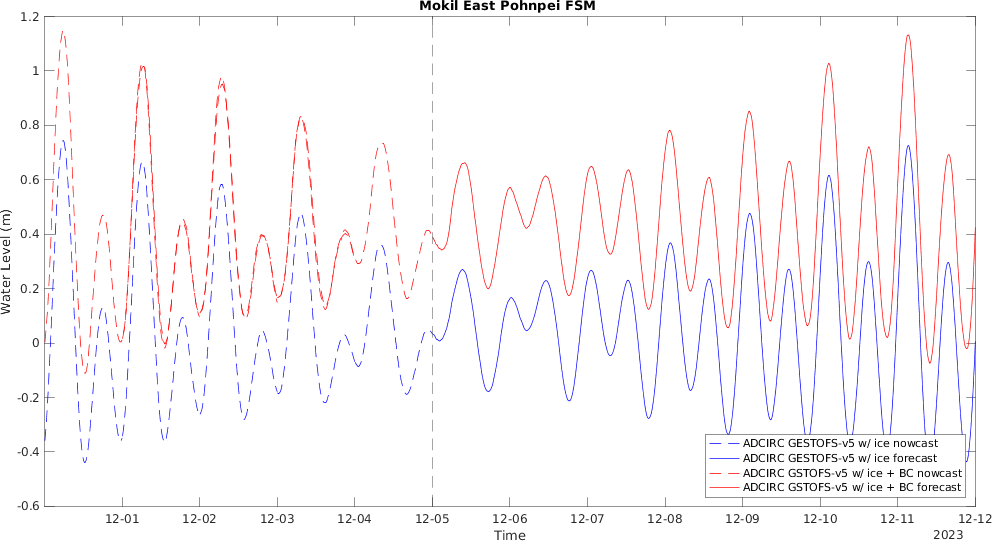 Mokil East Pohnpei FSM
1.2
1
0.8
0.6
0.4
0.2
0
-0.2
-0.4
-0.6
Water Level (m)
12-01 12-02 12-03 12-04 12-05 12-06 12-07 12-08 12-09 12-10 12-11 12-12
Time
2023
ADCIRC GESTOFS-v5 w/ ice nowcast
ADCIRC GESTOFS-v5 w/ ice forecast
ADCIRC GSTOFS-v5 w/ ice + BC nowcast
ADCIRC GSTOFS-v5 w/ ice + BC forecast